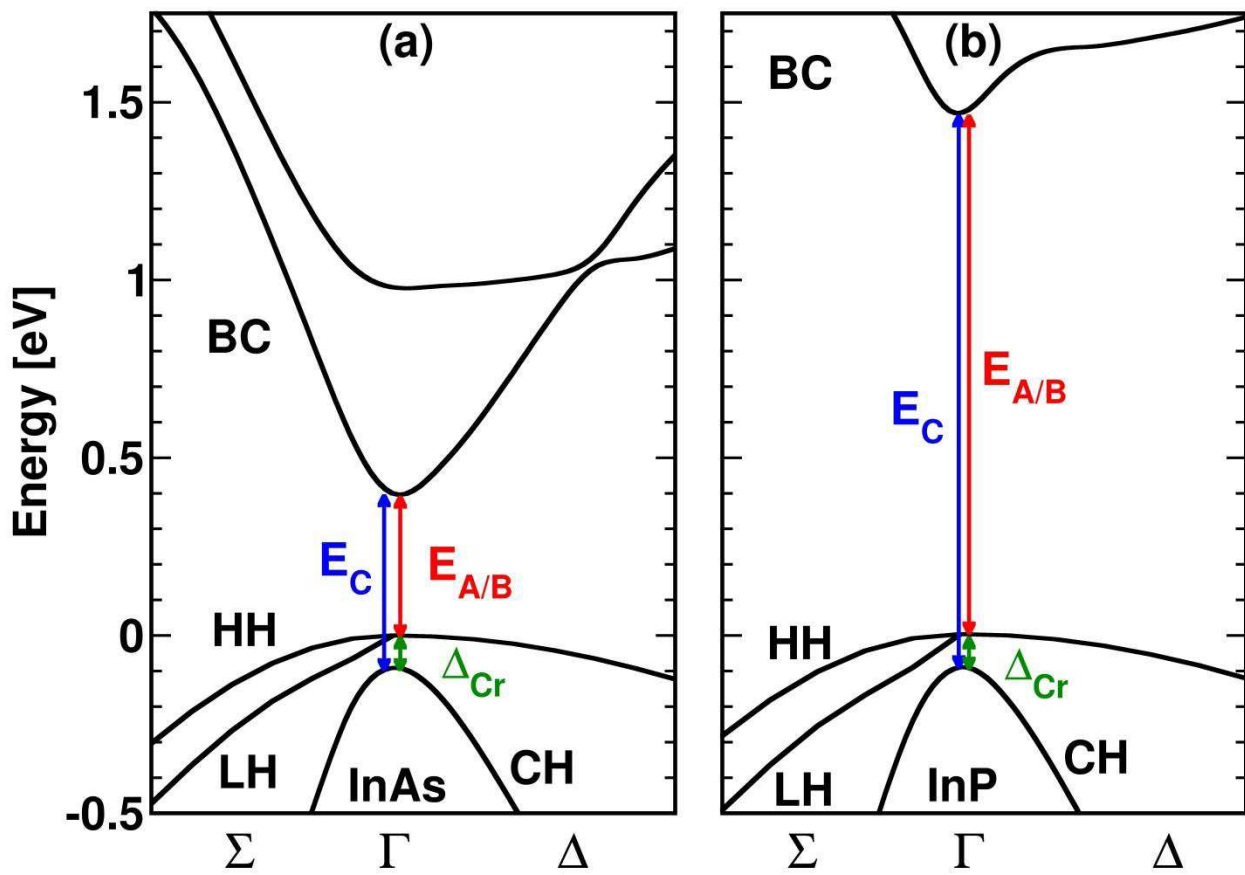 (a)
(b)
1.5
1
0.5
0
-0.5
Energy [eV]
BC
E_C
E_A/B
HH
Δ_Cr
LH
InAs
CH
BC
E_C
E_A/B
HH
Δ_Cr
LH
InP
CH
Σ Γ Δ
Σ Γ Δ